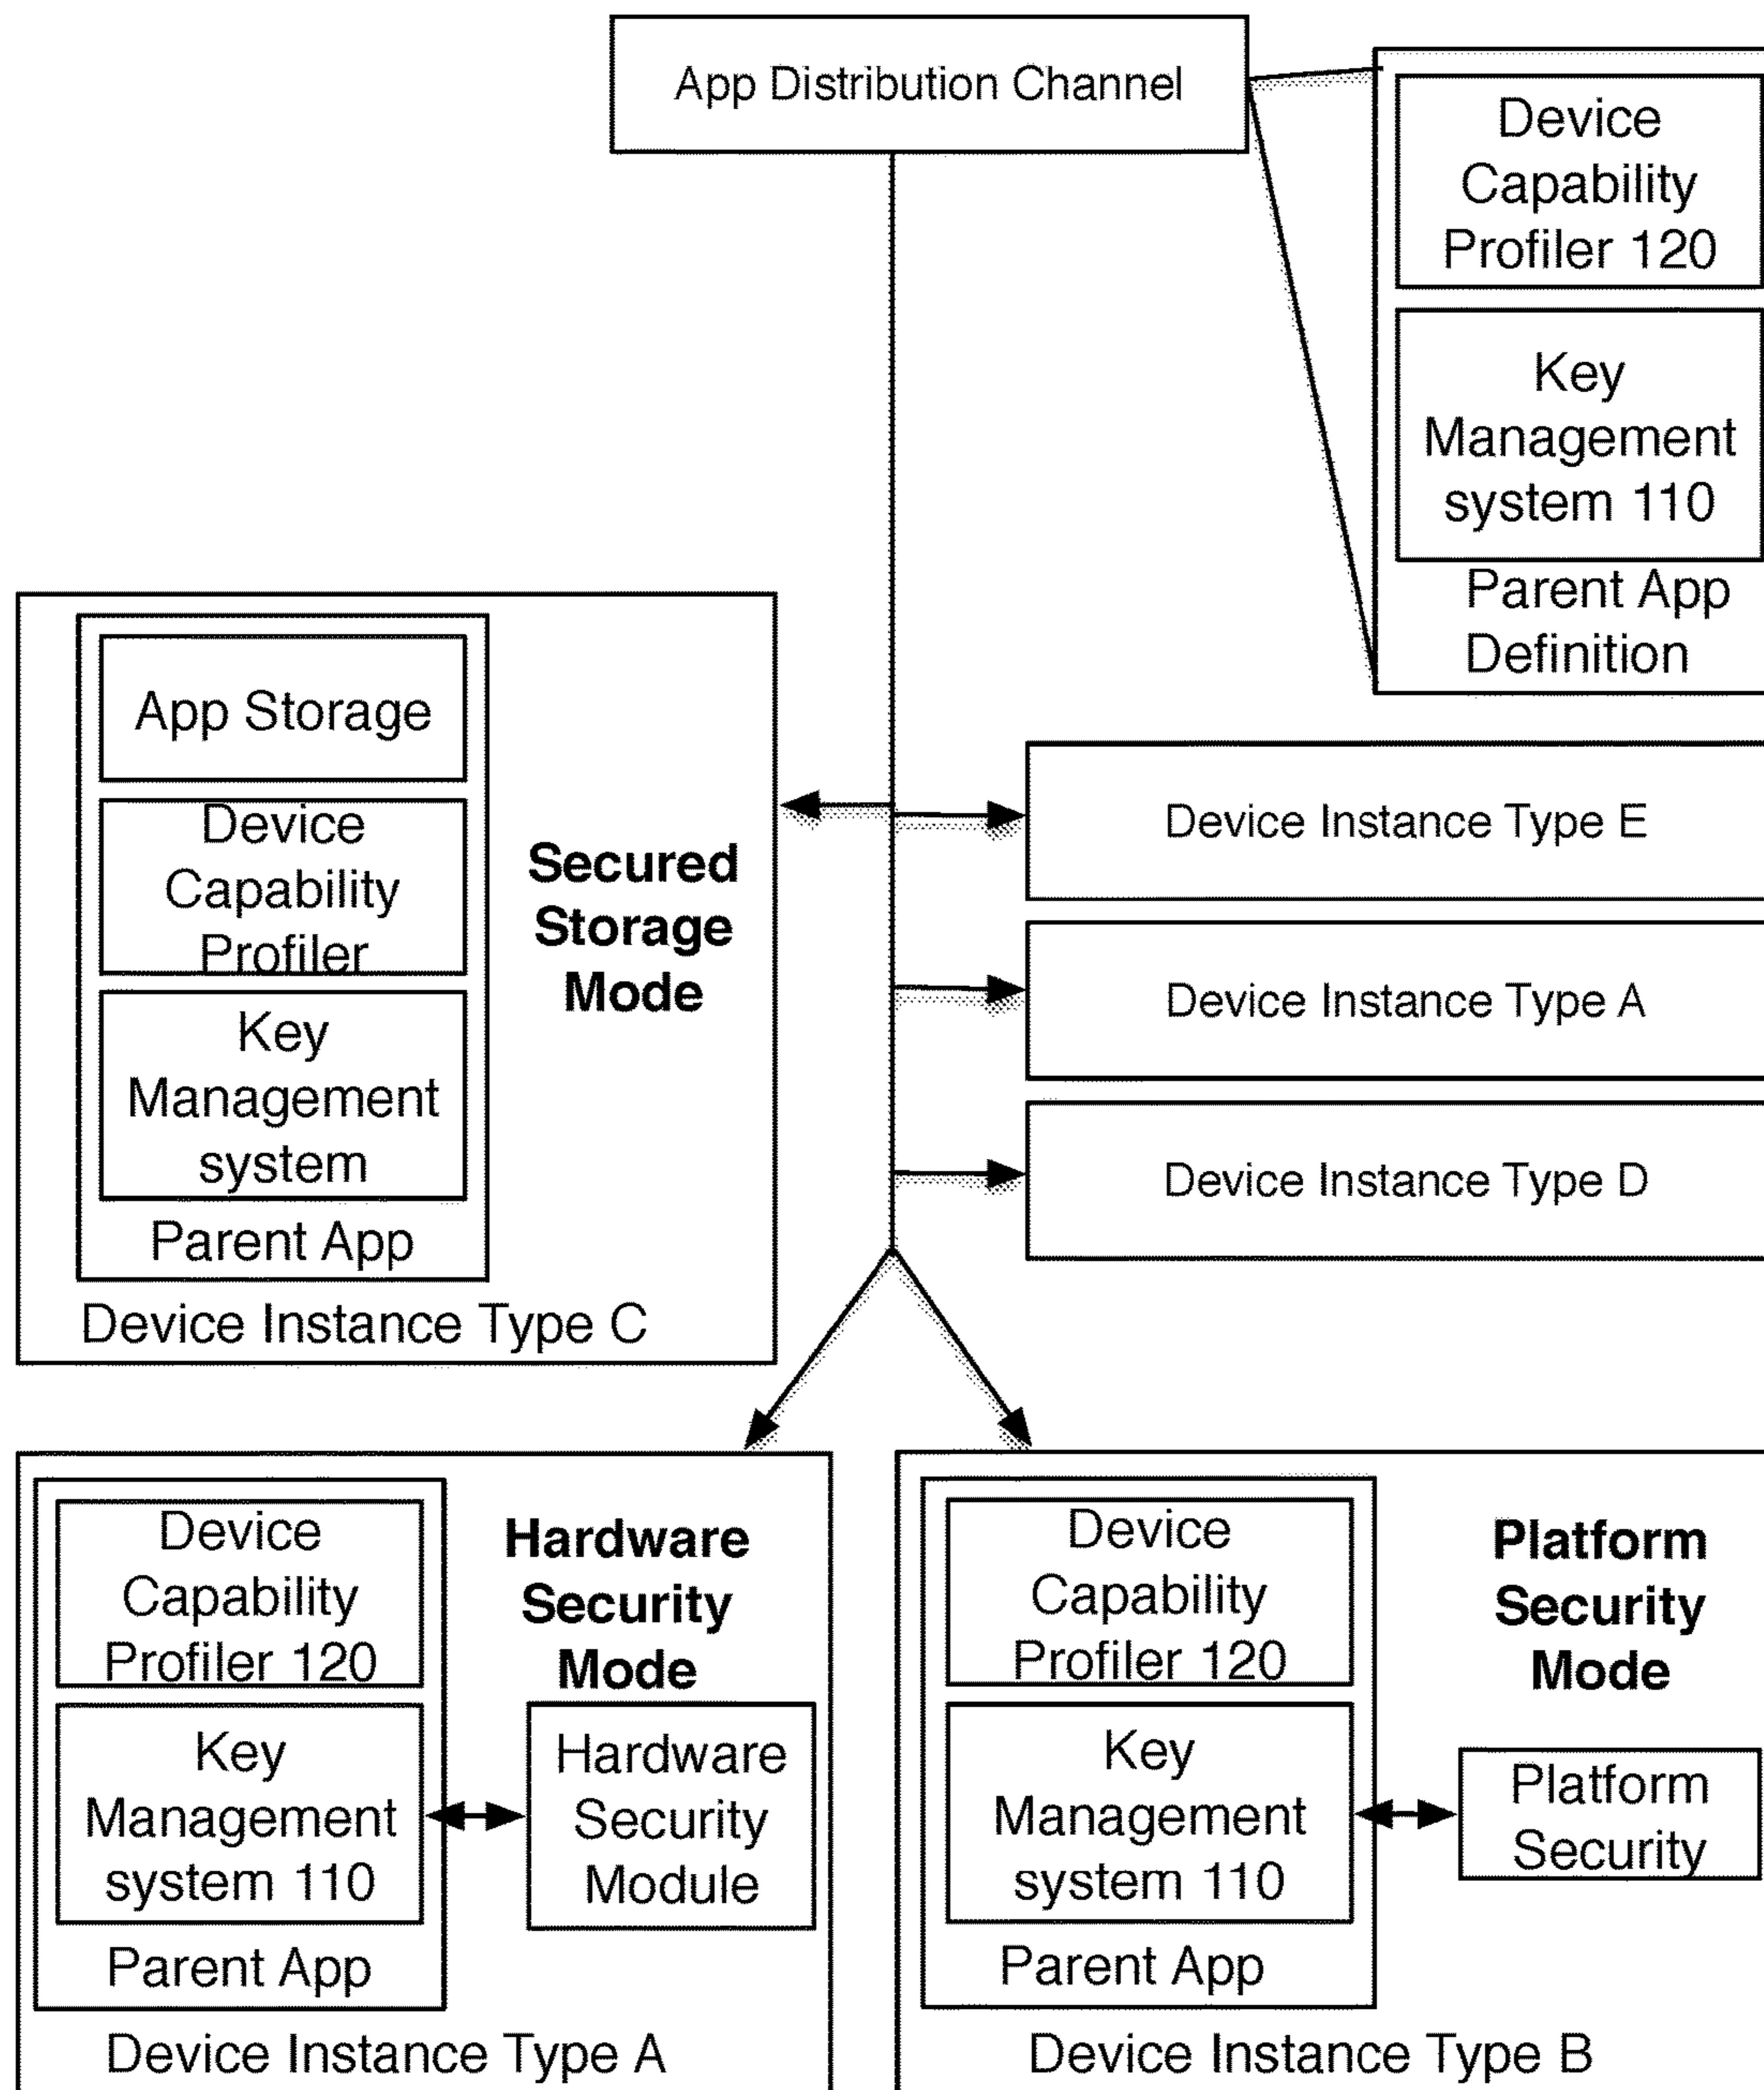 App Distribution Channel
Device
Capability
Profiler 120
Key
Management
system 110
Parent App
Definition
App Storage
Device
Capability
Profiler
Key
Management
system
Parent App
Secured
Storage
Mode
Device Instance Type C
Device Instance Type E
Device Instance Type A
Device Instance Type D
Device
Capability
Profiler 120
Key
Management
system 110
Parent App
Hardware
Security
Mode
Hardware
Security
Module
Device Instance Type A
Device
Capability
Profiler 120
Key
Management
system 110
Parent App
Platform
Security
Mode
Platform
Security
Device Instance Type B